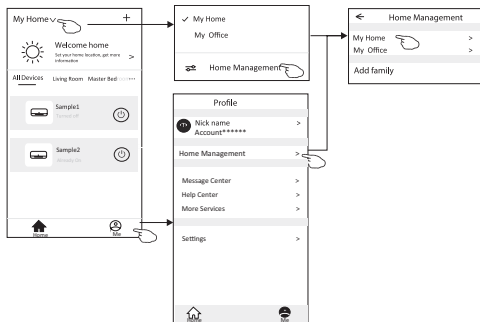 My Home
+
Welcome home
Set your home location, get more
information
>
All Devices Living Room Master Bed
Sample1
Turned off
Sample2
Home
Me
✓ My Home
My Office
Home Management
Profile
Nick name
Account******
>
Home Management >
Message Center >
Help Center >
More Services >
Settings >
Home
Me
← Home Management
My Home >
My Office >
Add family